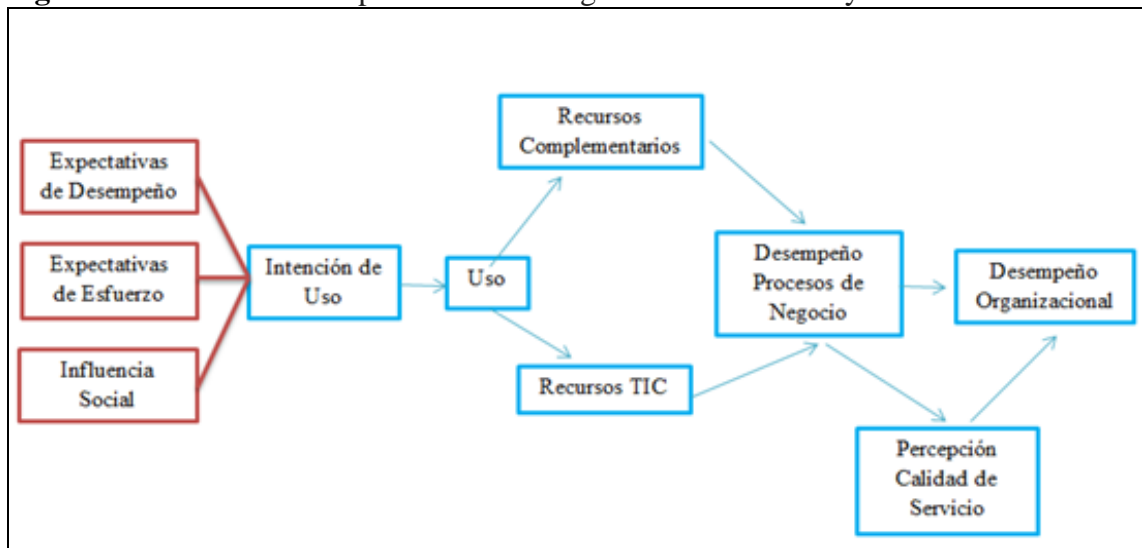 Expectativas
de Desempeño
Expectativas
de Esfuerzo
Influencia
Social
Intención de
Uso
Uso
Recursos
Complementarios
Recursos TIC
Desempeño
Procesos de
Negocio
Desempeño
Organizacional
Percepción
Calidad de
Servicio